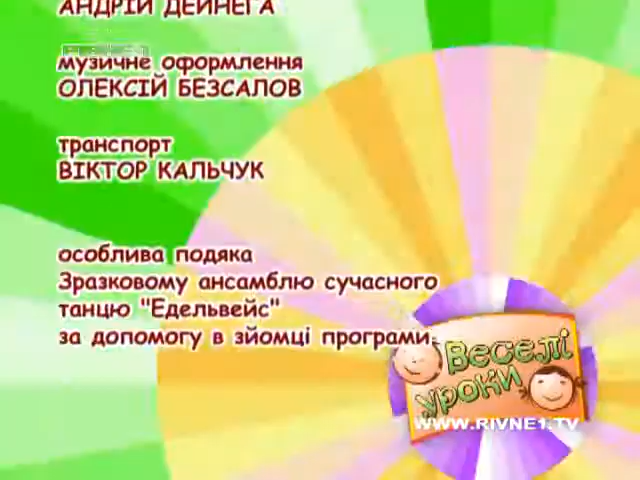 АНДРІЙ ДЕЙНЕГА
музичне оформлення
ОЛЕКСІЙ БЕЗСАЛОВ
транспорт
ВІКТОР КАЛЬЧУК
особлива подяка
Зразковому ансамблю сучасного
танцю "Едельвейс"
за допомогу в зйомці програми.
Веселі
уроки
WWW.RIVNE1.TV